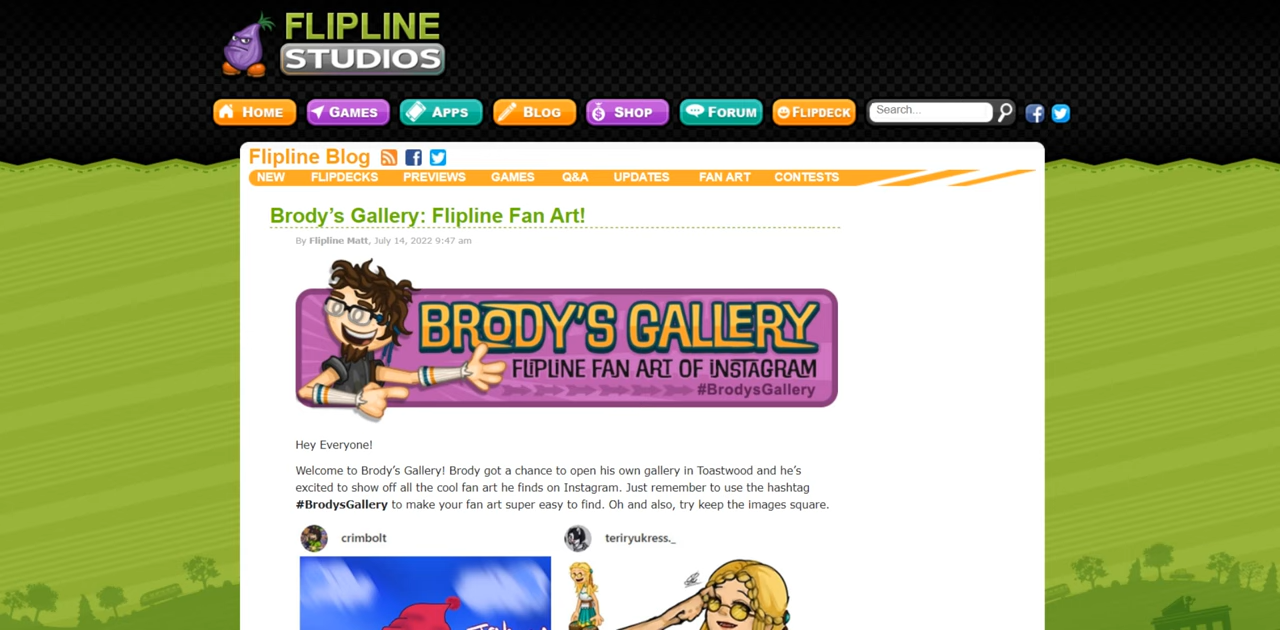 FLIPLINE
STUDIOS
HOME GAMES APPS BLOG SHOP FORUM FLIPDECK Search...
Flipline Blog
NEW FLIPDECKS PREVIEWS GAMES Q&A UPDATES FAN ART CONTESTS
Brody’s Gallery: Flipline Fan Art!
By Flipline Matt, July 14, 2022 9:47 am
BRODY'S GALLERY
FLIPLINE FAN ART OF INSTAGRAM
#BrodysGallery
Hey Everyone!
Welcome to Brody’s Gallery! Brody got a chance to open his own gallery in Toastwood and he’s
excited to show off all the cool fan art he finds on Instagram. Just remember to use the hashtag
#BrodysGallery to make your fan art super easy to find. Oh and also, try keep the images square.
crimbolt teriryukress._